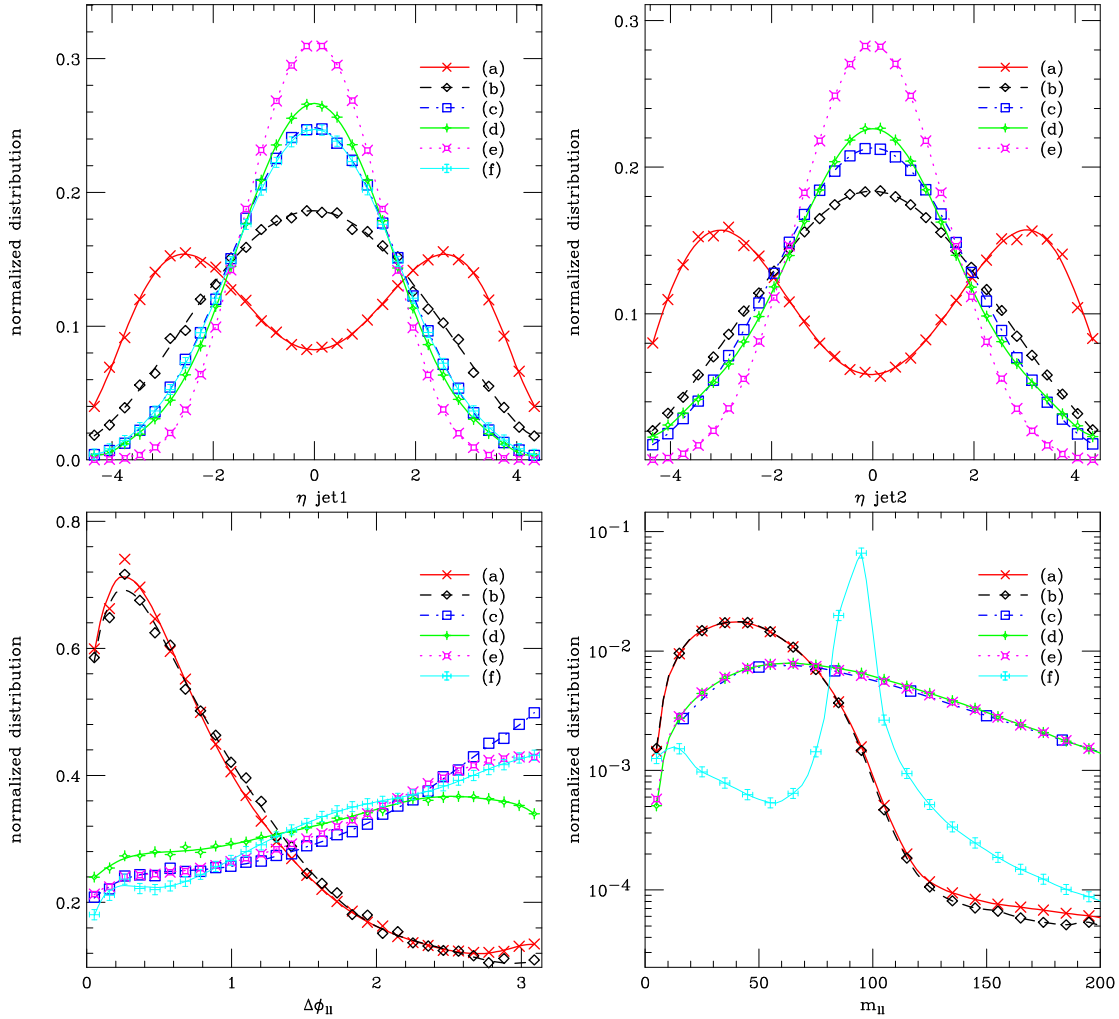 normalized distribution
0.3
0.2
0.1
0.0
(a)
(b)
(c)
(d)
(e)
(f)
−4
−2
0
2
4
η jet1
normalized distribution
0.3
0.2
0.1
(a)
(b)
(c)
(d)
(e)
−4
−2
0
2
4
η jet2
normalized distribution
0.8
0.6
0.4
0.2
(a)
(b)
(c)
(d)
(e)
(f)
0
1
2
3
Δϕ_ll
normalized distribution
10⁻¹
10⁻²
10⁻³
10⁻⁴
(a)
(b)
(c)
(d)
(e)
(f)
0
50
100
150
200
m_ll